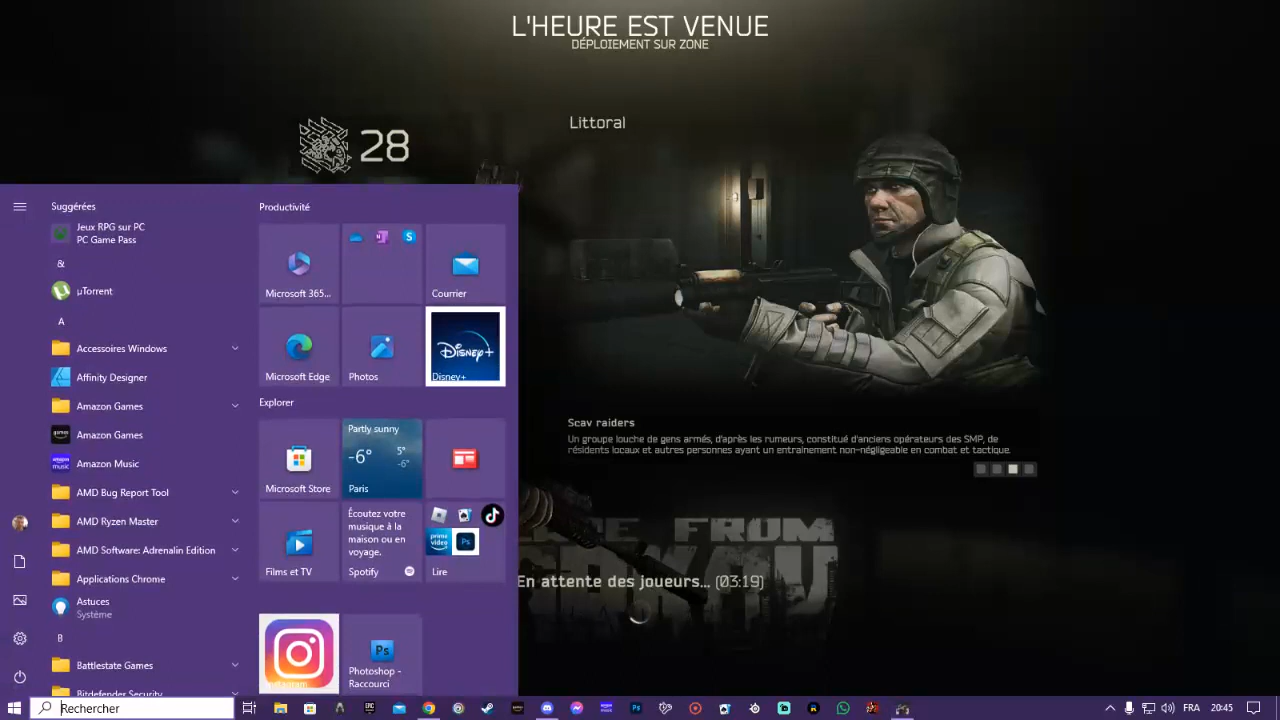 L'HEURE EST VENUE
DÉPLOIEMENT SUR ZONE
28
Littoral
Suggérées
Jeux RPG sur PC
PC Game Pass
&
µTorrent
A
Accessoires Windows
Affinity Designer
Amazon Games
Amazon Games
Amazon Music
AMD Bug Report Tool
AMD Ryzen Master
AMD Software: Adrenalin Edition
Applications Chrome
Astuces
Système
B
Battlestate Games
Bitdefender Security
Productivité
Microsoft 365...
Courrier
Microsoft Edge
Photos
Disney+
Disney+
Explorer
Microsoft Store
Partly sunny
-6°
5°
-6°
Paris
Films et TV
Écoutez votre
musique à la
maison ou en
voyage.
Spotify
prime video
Ps
Lire
Ps
Photoshop -
Raccourci
Scav raiders
Un groupe louche de gens armés, d'après les rumeurs, constitué d'anciens opérateurs des SMP, de
résidents locaux et autres personnes ayant un entraînement non-négligeable en combat et tactique.
En attente des joueurs... (03:19)
Rechercher
FRA
20:45